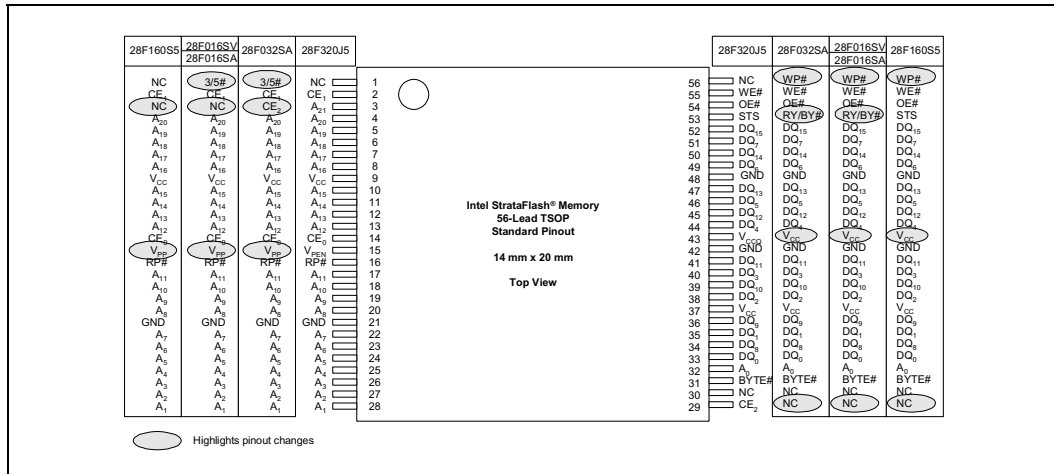 28F160S5 28F016SV 28F032SA 28F320J5 28F320J5 28F032SA 28F016SV 28F160S5
28F016SA 28F016SA
NC 3/5# 3/5# NC 1 56 NC WP# WP# WP#
CE1 CE1 CE1 CE1 2 55 WE# WE# WE# WE#
NC NC CE2 A21 3 54 OE# OE# OE# OE#
A20 A20 A20 A20 4 53 STS RY/BY# RY/BY# STS
A19 A19 A19 A19 5 52 DQ15 DQ15 DQ15 DQ15
A18 A18 A18 A18 6 51 DQ7 DQ7 DQ7 DQ7
A17 A17 A17 A17 7 50 DQ14 DQ14 DQ14 DQ14
A16 A16 A16 A16 8 49 DQ6 DQ6 DQ6 DQ6
VCC VCC VCC VCC 9 48 GND GND GND GND
A15 A15 A15 A15 10 47 DQ13 DQ13 DQ13 DQ13
A14 A14 A14 A14 11 Intel StrataFlash® Memory 46 DQ5 DQ5 DQ5 DQ5
A13 A13 A13 A13 12 56-Lead TSOP 45 DQ12 DQ12 DQ12 DQ12
A12 A12 A12 A12 13 Standard Pinout 44 DQ4 DQ4 DQ4 DQ4
CE0 CE0 CE0 CE0 14 43 VCCQ VCC VCC VCC
VPP VPP VPP VPEN 15 14 mm x 20 mm 42 GND GND GND GND
RP# RP# RP# RP# 16 41 DQ11 DQ11 DQ11 DQ11
A11 A11 A11 A11 17 Top View 40 DQ3 DQ3 DQ3 DQ3
A10 A10 A10 A10 18 39 DQ10 DQ10 DQ10 DQ10
A9 A9 A9 A9 19 38 DQ2 DQ2 DQ2 DQ2
A8 A8 A8 A8 20 37 VCC VCC VCC VCC
GND GND GND GND 21 36 DQ9 DQ9 DQ9 DQ9
A7 A7 A7 A7 22 35 DQ1 DQ1 DQ1 DQ1
A6 A6 A6 A6 23 34 DQ8 DQ8 DQ8 DQ8
A5 A5 A5 A5 24 33 DQ0 DQ0 DQ0 DQ0
A4 A4 A4 A4 25 32 A0 A0 A0 A0
A3 A3 A3 A3 26 31 BYTE# BYTE# BYTE# BYTE#
A2 A2 A2 A2 27 30 NC NC NC NC
A1 A1 A1 A1 28 29 CE2 NC NC NC
Highlights pinout changes